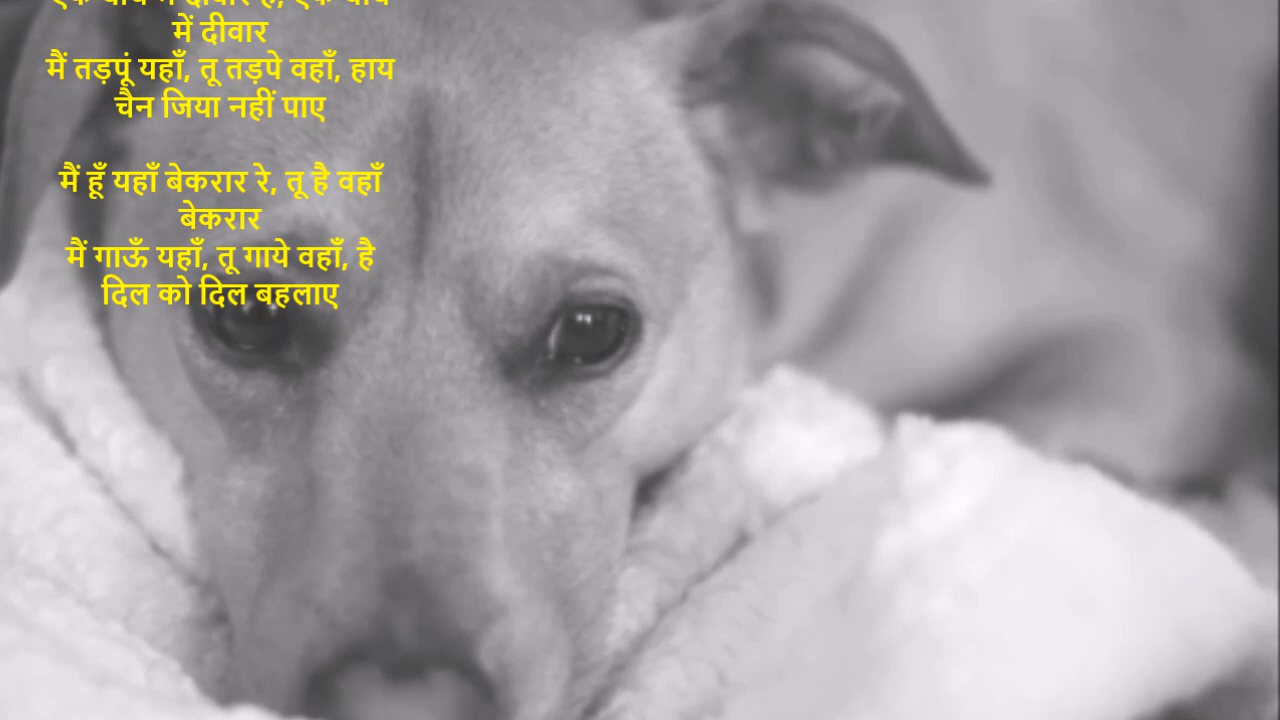 में दीवार
मैं तड़पूं यहाँ, तू तड़पे वहाँ, हाय
चैन जिया नहीं पाए
मैं हूँ यहाँ बेकरार रे, तू है वहाँ
बेकरार
मैं गाऊँ यहाँ, तू गाये वहाँ, है
दिल को दिल बहलाए